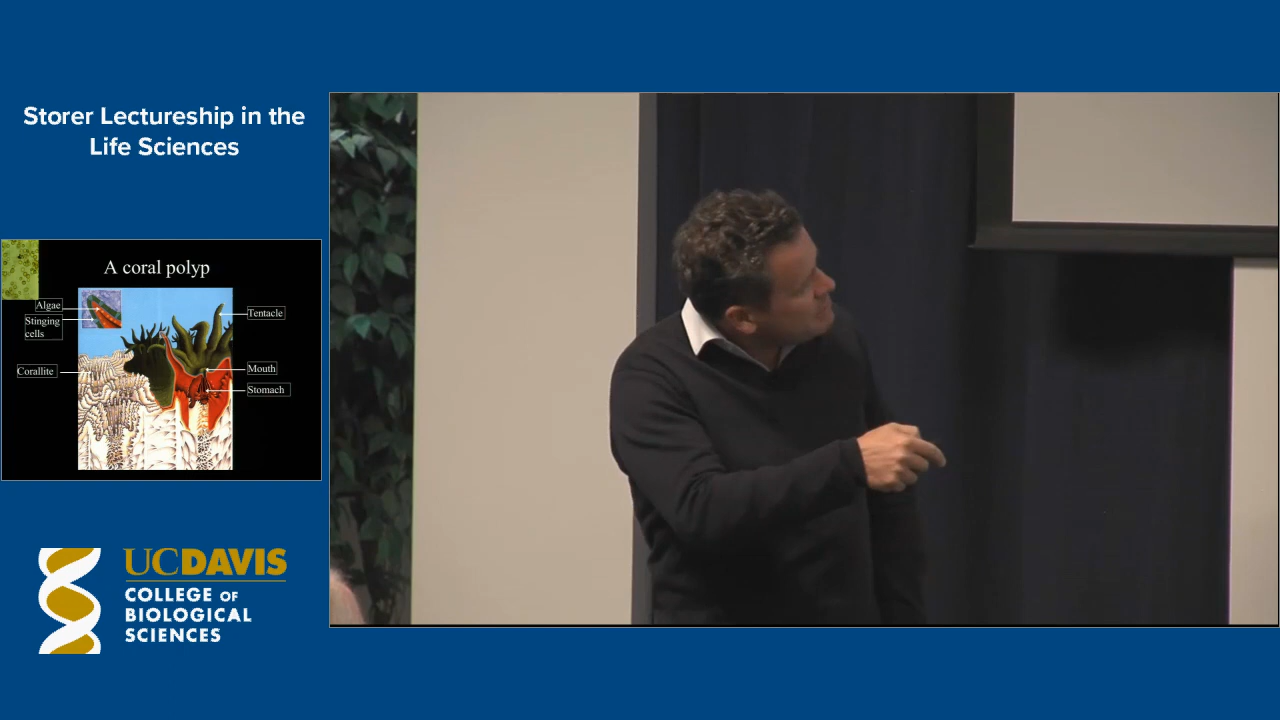 Storer Lectureship in the
Life Sciences
A coral polyp
Algae
Stinging
cells
Corallite
Tentacle
Mouth
Stomach
UCDAVIS
COLLEGE OF
BIOLOGICAL
SCIENCES